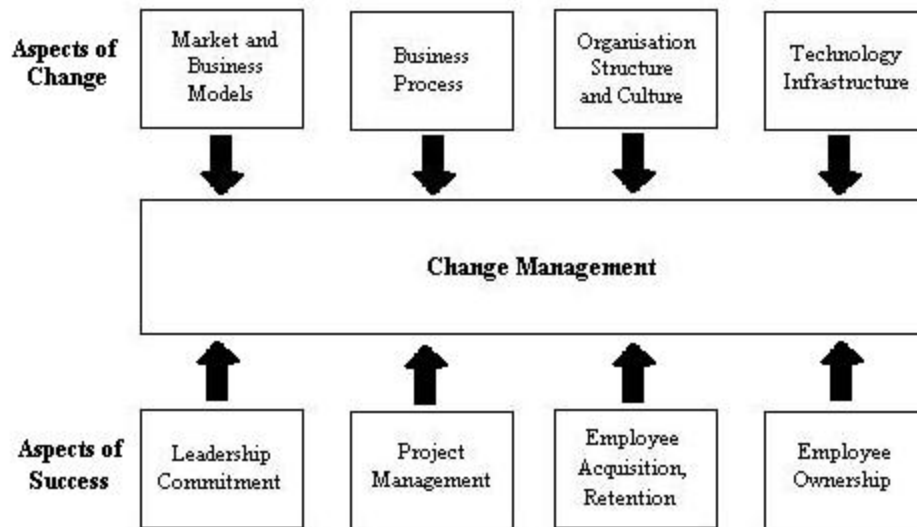 Aspects of
Change
Market and
Business
Models
Business
Process
Organisation
Structure
and Culture
Technology
Infrastructure
Change Management
Aspects of
Success
Leadership
Commitment
Project
Management
Employee
Acquisition,
Retention
Employee
Ownership